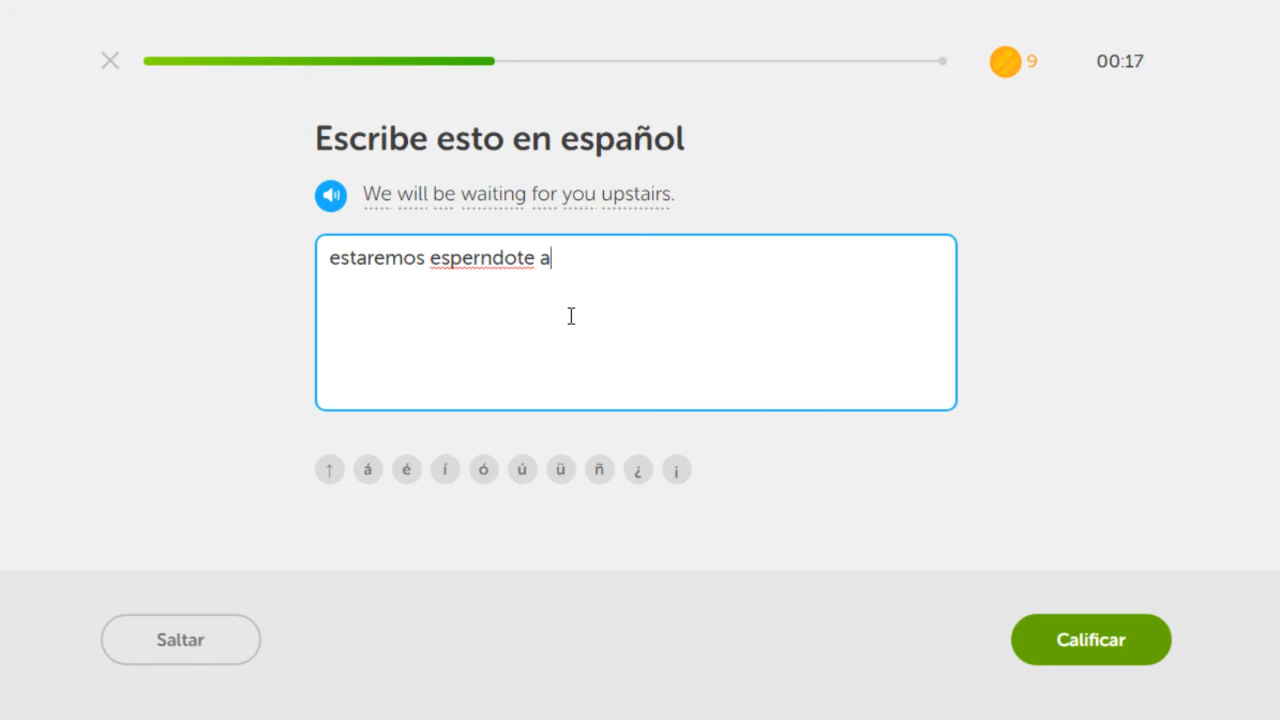 9
00:17
Escribe esto en español
We will be waiting for you upstairs.
estaremos esperndote a
↑ á é í ó ú ü ñ ¿ ¡
Saltar
Calificar